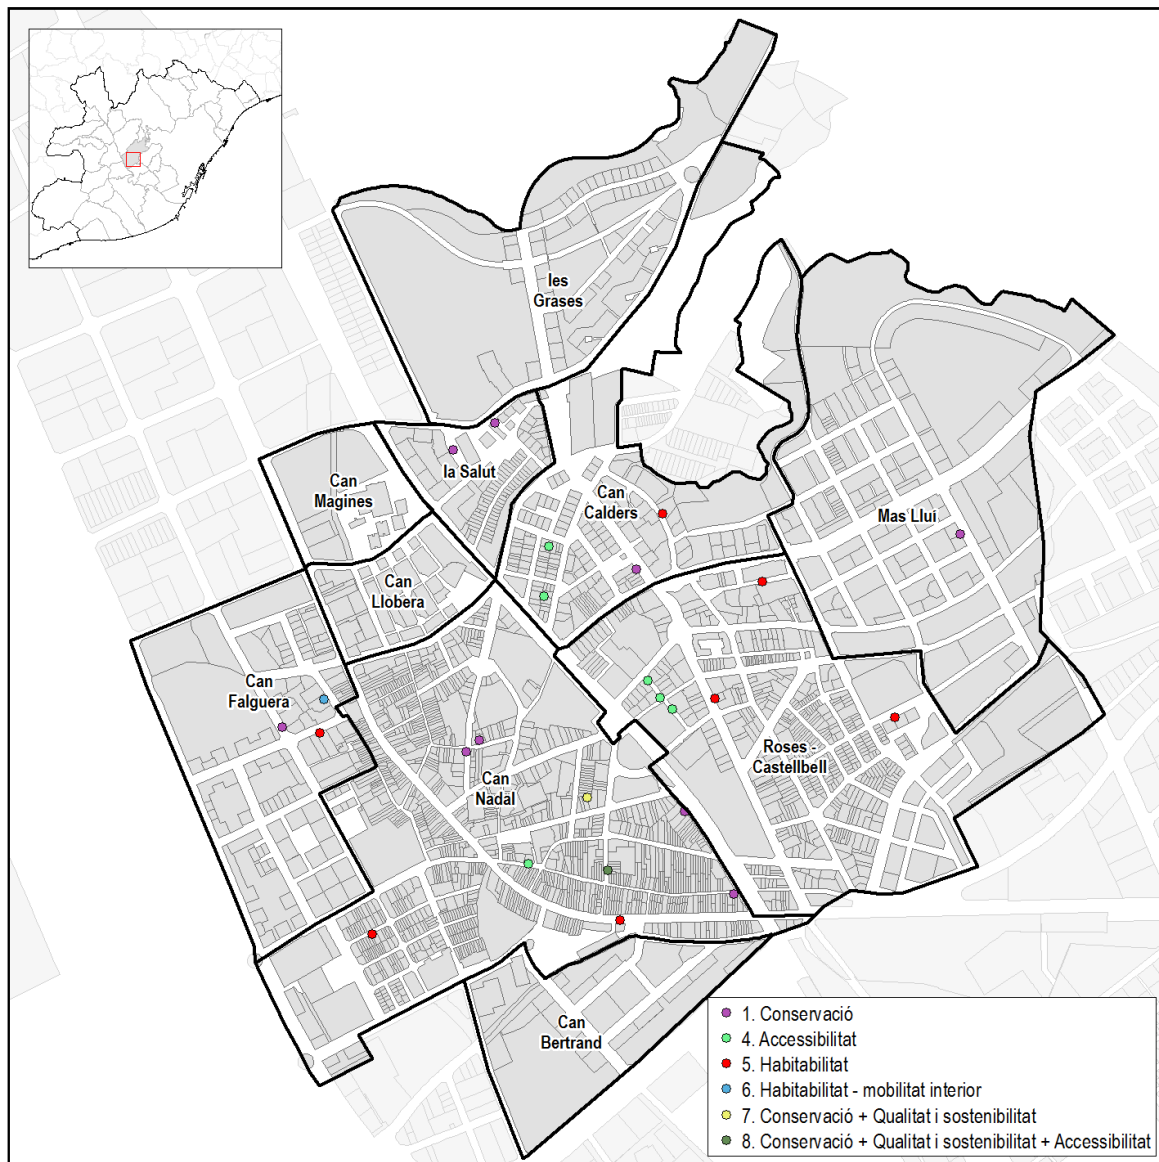 les
Grases
la Salut
Can
Magines
Can
Calders
Mas Lluí
Can
Llobera
Can
Falguera
Roses -
Castellbell
Can
Nadal
Can
Bertrand
1. Conservació
4. Accessibilitat
5. Habitabilitat
6. Habitabilitat - mobilitat interior
7. Conservació + Qualitat i sostenibilitat
8. Conservació + Qualitat i sostenibilitat + Accessibilitat